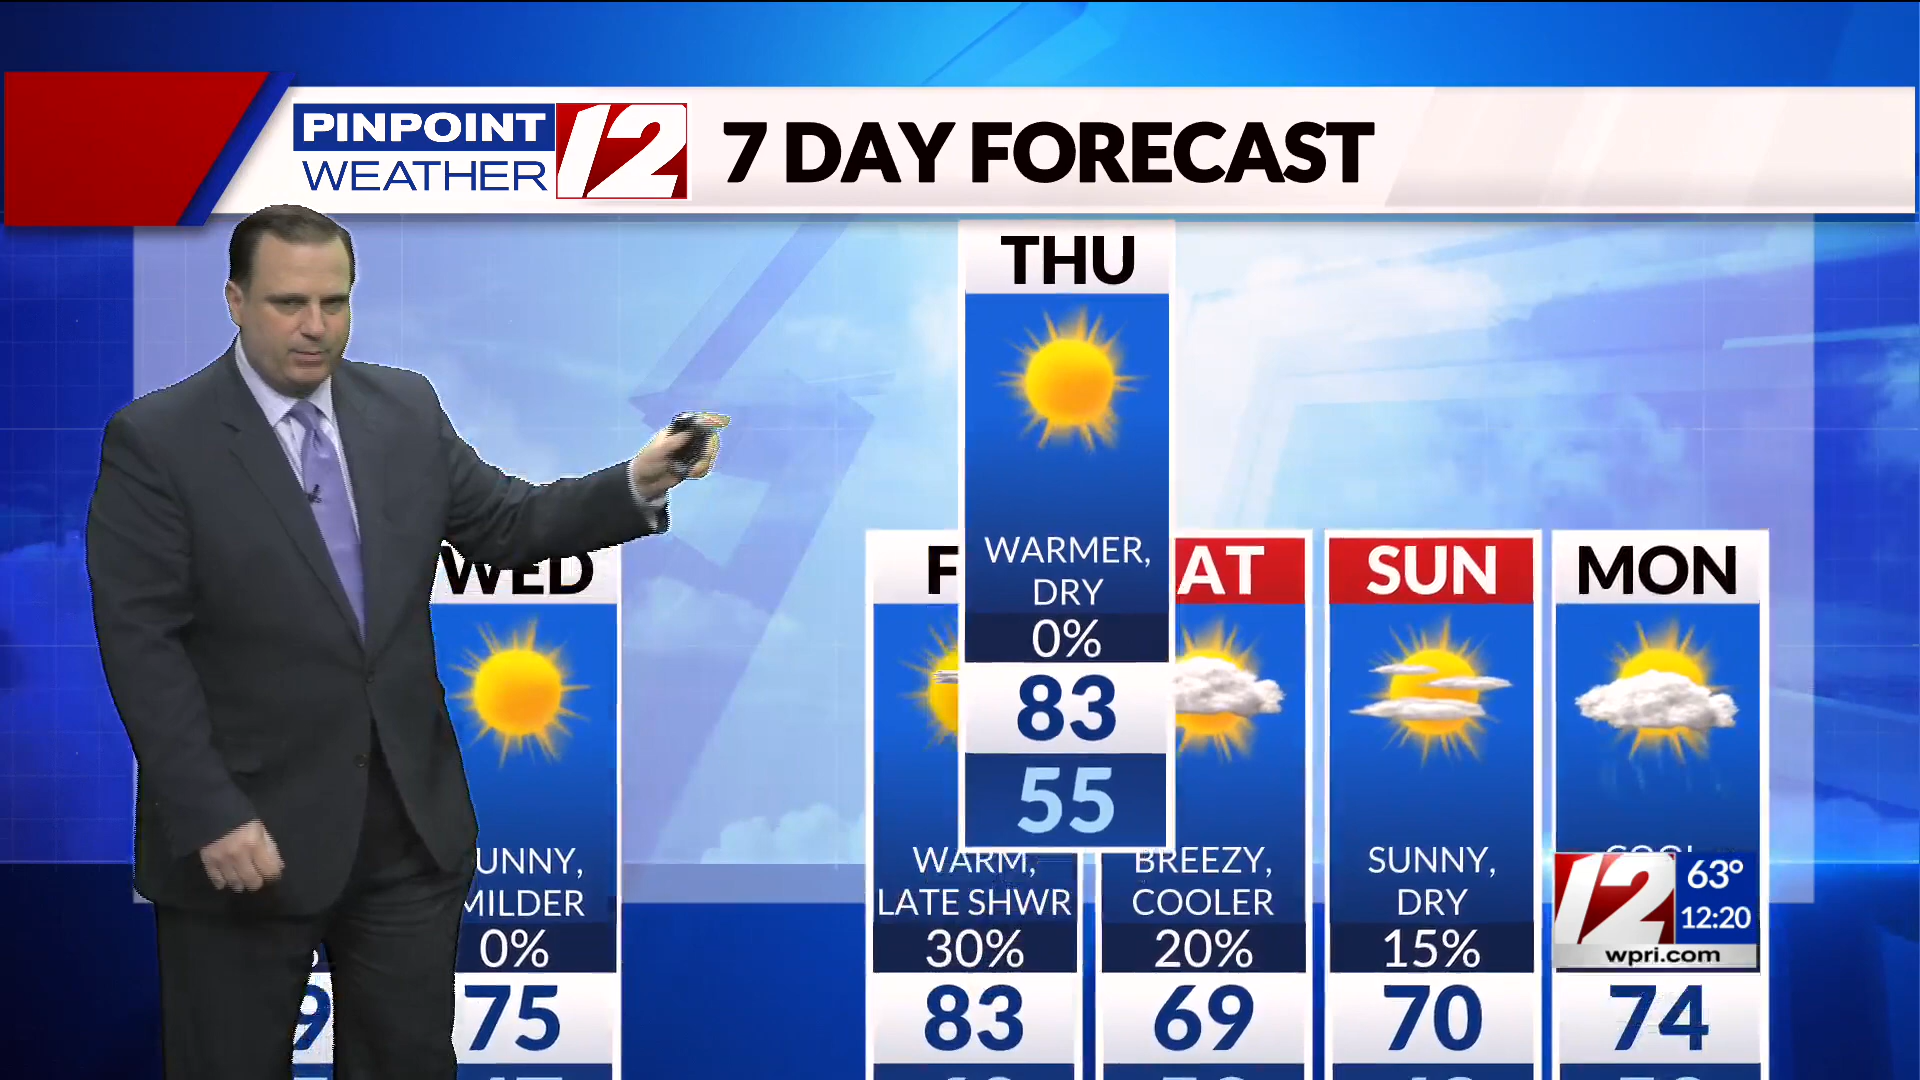 PINPOINT
WEATHER
12
7 DAY FORECAST
THU
WARMER,
DRY
0%
83
55
WED
UNNY,
MILDER
0%
75
9
F
WARM,
LATE SHWR
30%
83
AT
BREEZY,
COOLER
20%
69
SUN
SUNNY,
DRY
15%
70
MON
74
12
63°
12:20
wpri.com